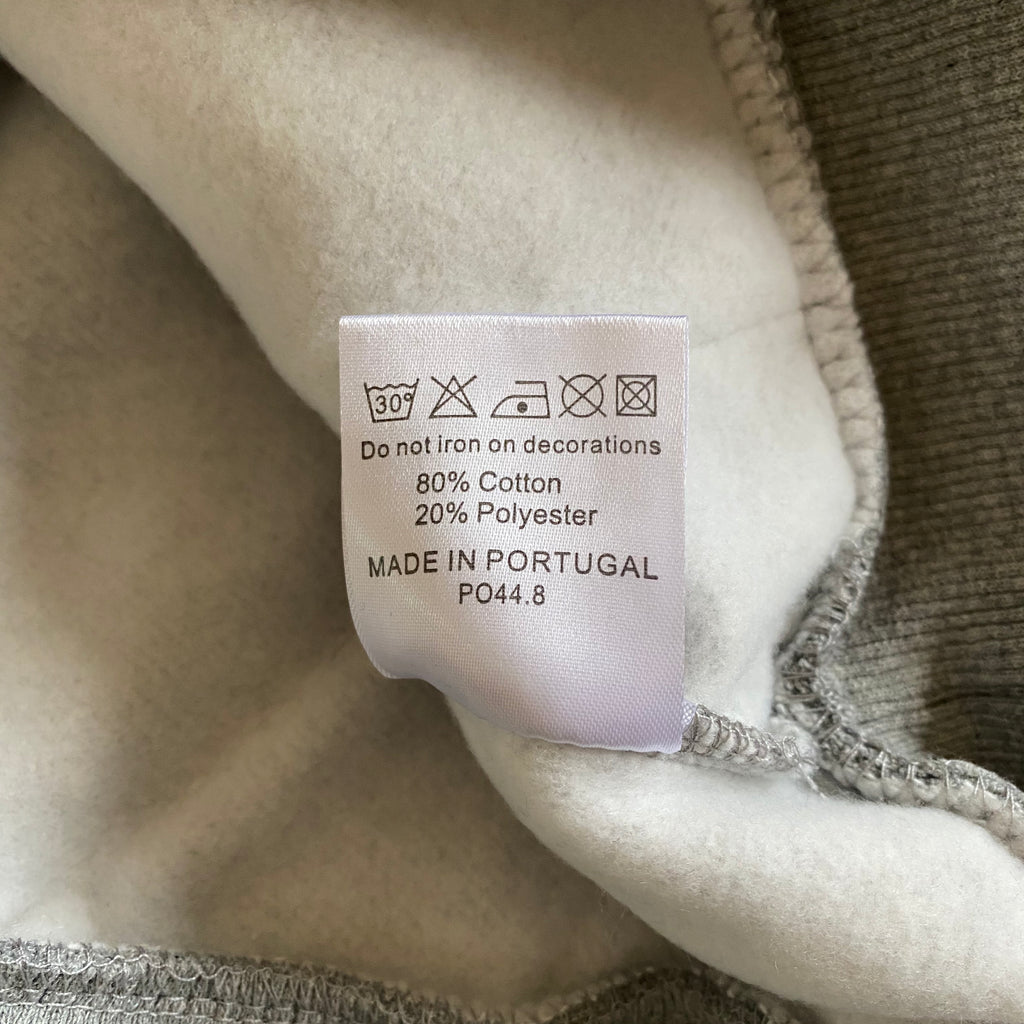 30°
Do not iron on decorations
80% Cotton
20% Polyester
MADE IN PORTUGAL
PO44.8